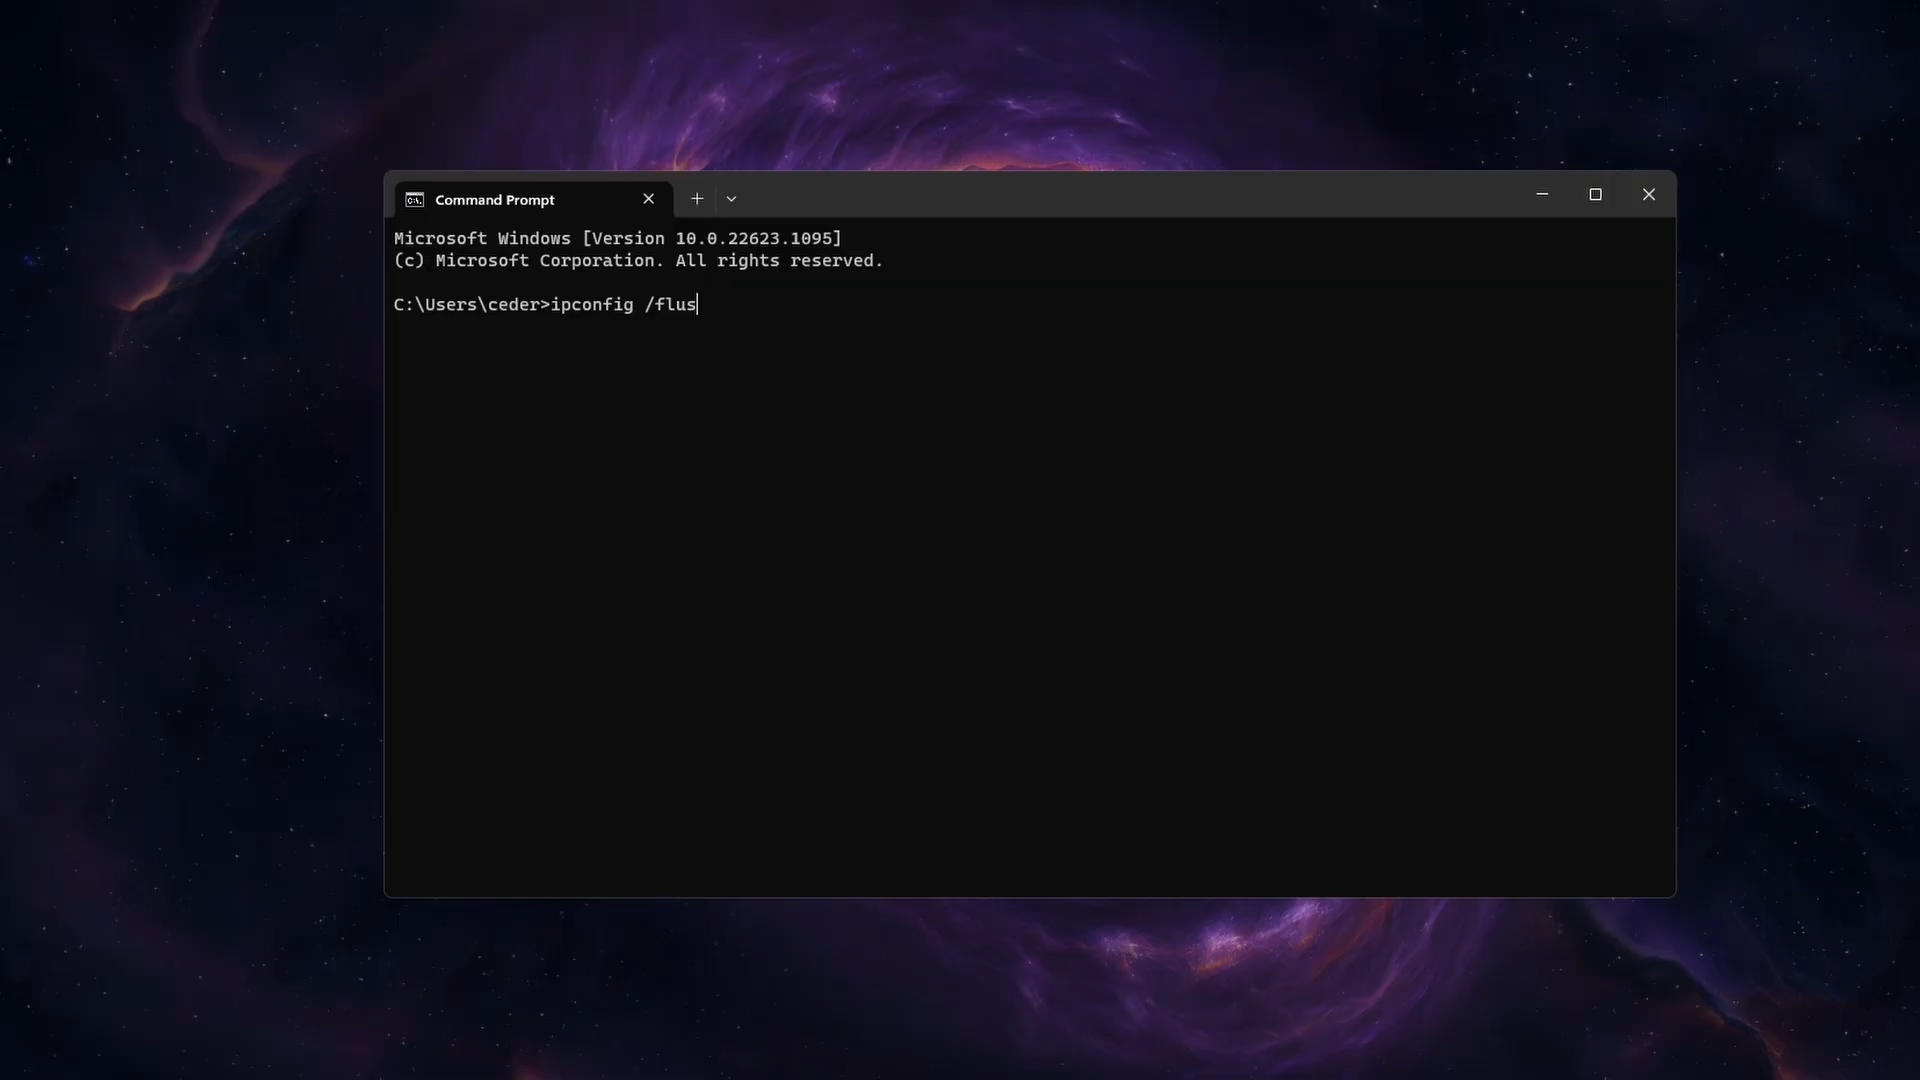 Command Prompt
Microsoft Windows [Version 10.0.22623.1095]
(c) Microsoft Corporation. All rights reserved.
C:\Users\ceder>ipconfig /flus